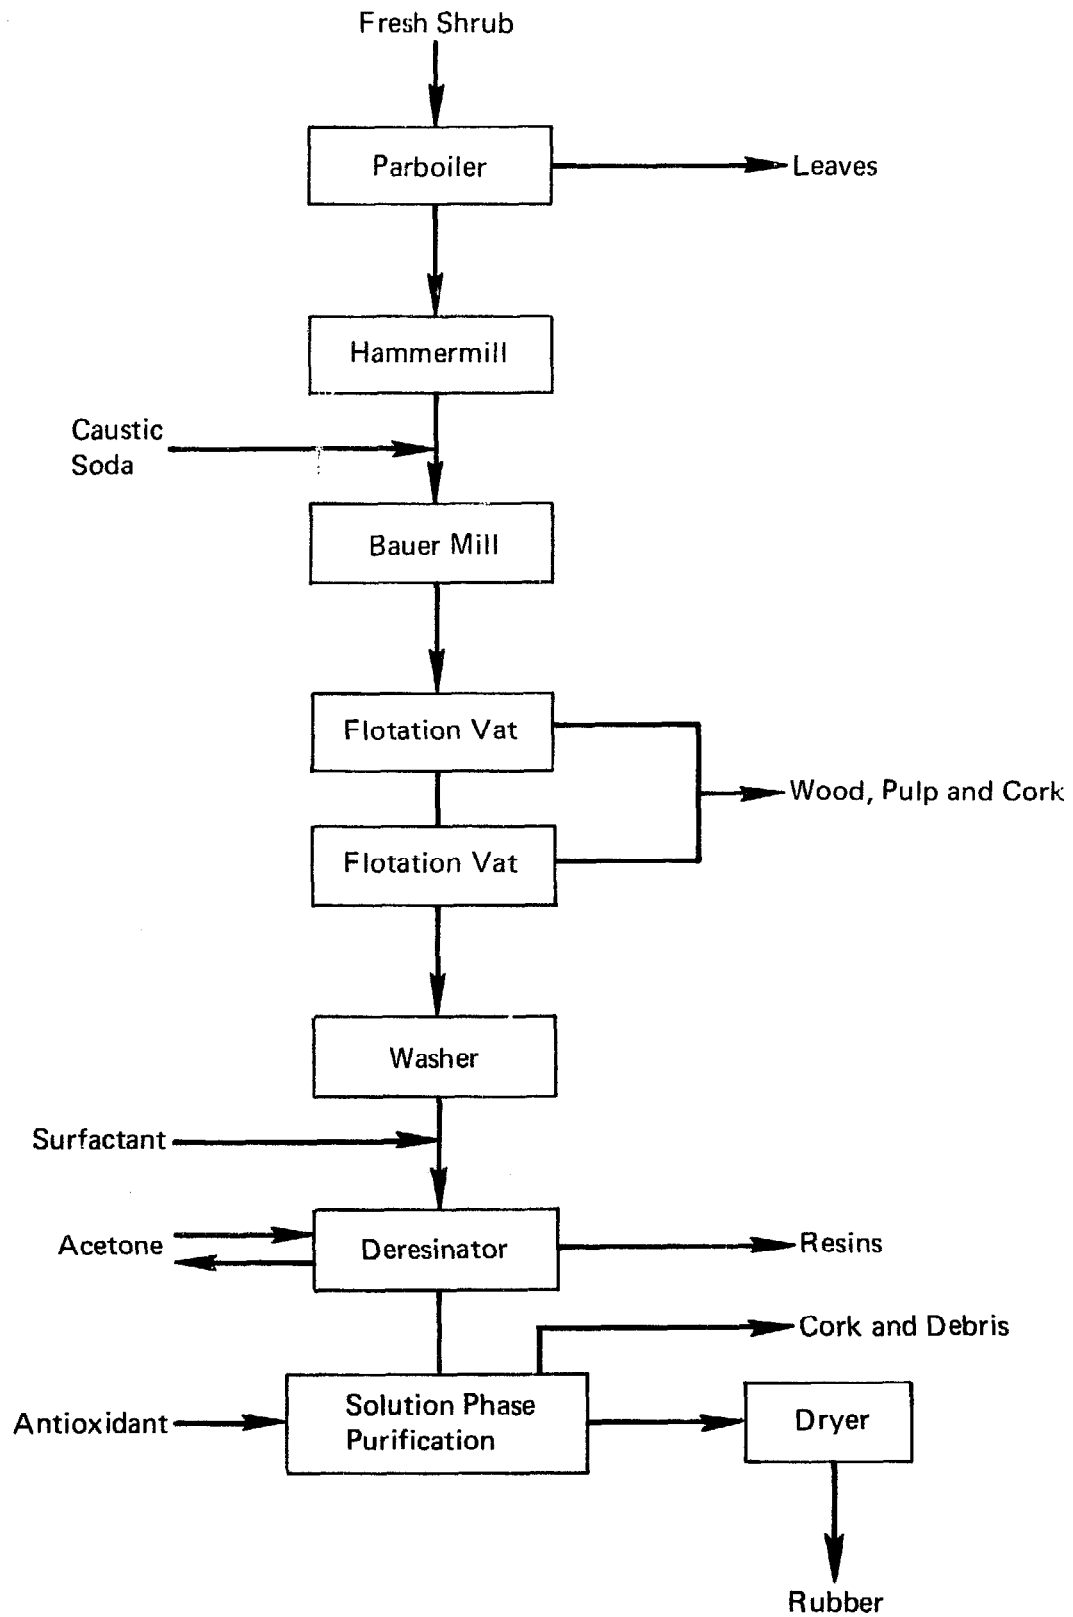 Fresh Shrub
Parboiler
Leaves
Hammermill
Caustic
Soda
Bauer Mill
Flotation Vat
Wood, Pulp and Cork
Flotation Vat
Washer
Surfactant
Acetone
Deresinator
Resins
Cork and Debris
Antioxidant
Solution Phase
Purification
Dryer
Rubber